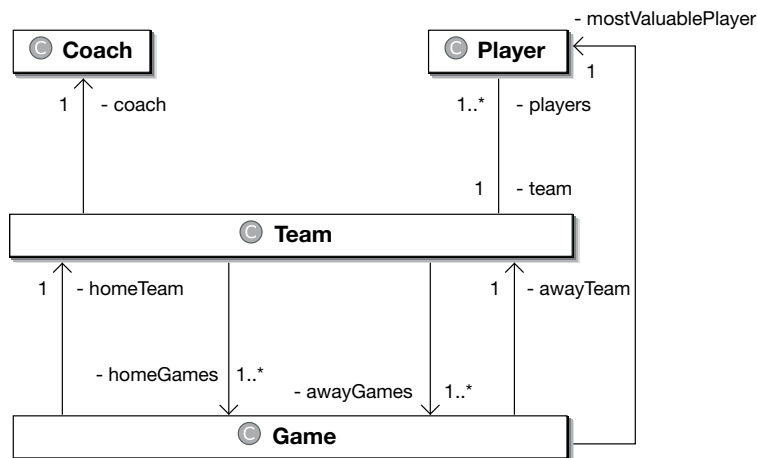 - mostValuablePlayer
C Coach
C Player
1
1 - coach
1..* - players
1 - team
C Team
1 - homeTeam
1 - awayTeam
- homeGames 1..*
- awayGames 1..*
C Game